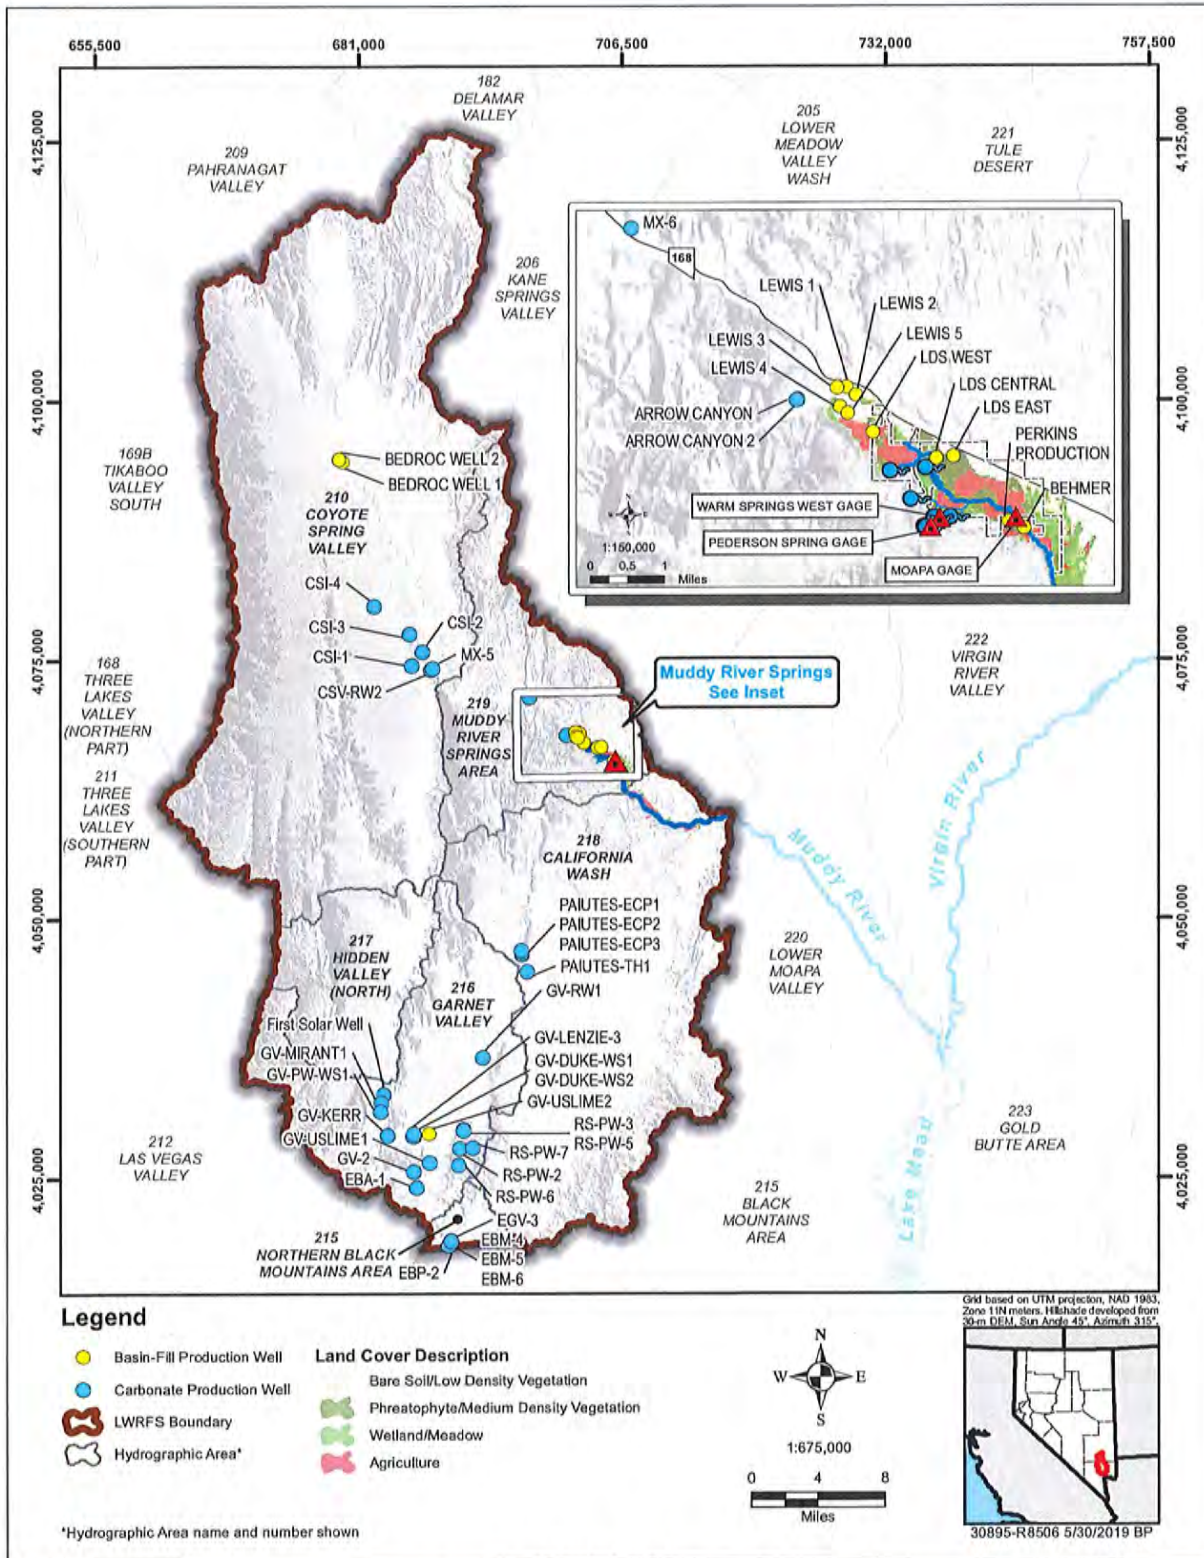 655,500
681,000
706,500
732,000
757,500
4,125,000
4,100,000
4,075,000
4,050,000
4,025,000
4,125,000
4,100,000
4,075,000
4,050,000
4,025,000
182
DELAMAR
VALLEY
209
PAHRANAGAT
VALLEY
205
LOWER
MEADOW
VALLEY
WASH
221
TULE
DESERT
206
KANE
SPRINGS
VALLEY
MX-6
168
LEWIS 1
LEWIS 2
LEWIS 3
LEWIS 5
LEWIS 4
LDS WEST
LDS CENTRAL
ARROW CANYON
LDS EAST
ARROW CANYON 2
PERKINS
PRODUCTION
BEHMER
WARM SPRINGS WEST GAGE
PEDERSON SPRING GAGE
MOAPA GAGE
N
W
E
S
1:150,000
0 0.5 1
Miles
169B
TIKABOO
VALLEY
SOUTH
BEDROC WELL 2
BEDROC WELL 1
210
COYOTE
SPRING
VALLEY
CSI-4
CSI-3
CSI-2
CSI-1
MX-5
CSV-RW2
168
THREE
LAKES
VALLEY
(NORTHERN
PART)
211
THREE
LAKES
VALLEY
(SOUTHERN
PART)
219
MUDDY
RIVER
SPRINGS
AREA
Muddy River Springs
See Inset
222
VIRGIN
RIVER
VALLEY
Virgin River
Muddy River
Lake Mead
218
CALIFORNIA
WASH
PAIUTES-ECP1
PAIUTES-ECP2
PAIUTES-ECP3
PAIUTES-TH1
220
LOWER
MOAPA
VALLEY
217
HIDDEN
VALLEY
(NORTH)
216
GARNET
VALLEY
GV-RW1
First Solar Well
GV-MIRANT1
GV-PW-WS1
GV-LENZIE-3
GV-DUKE-WS1
GV-DUKE-WS2
GV-USLIME2
GV-KERR
GV-USLIME1
GV-2
EBA-1
RS-PW-3
RS-PW-5
RS-PW-7
RS-PW-2
RS-PW-6
212
LAS VEGAS
VALLEY
223
GOLD
BUTTE AREA
215
BLACK
MOUNTAINS
AREA
215
NORTHERN BLACK
MOUNTAINS AREA
EGV-3
EBM-4
EBM-5
EBM-6
EBP-2
Legend
Basin-Fill Production Well
Carbonate Production Well
LWRFS Boundary
Hydrographic Area*
Land Cover Description
Bare Soil/Low Density Vegetation
Phreatophyte/Medium Density Vegetation
Wetland/Meadow
Agriculture
*Hydrographic Area name and number shown
N
W
E
S
1:675,000
0 4 8
Miles
Grid based on UTM projection, NAD 1983,
Zone 11N meters. Hillshade developed from
30-m DEM, Sun Angle 45°, Azimuth 315°.
30895-R8506 5/30/2019 BP